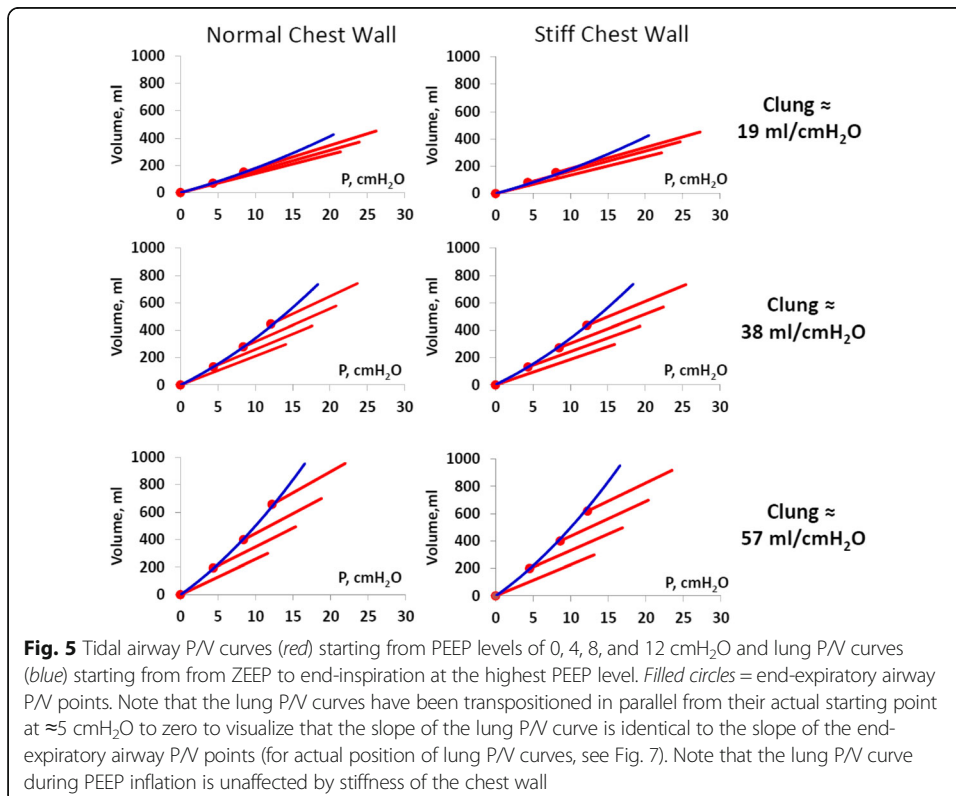 Normal Chest Wall
Stiff Chest Wall
Volume, ml
1000
800
600
400
200
0
P, cmH₂O
0 5 10 15 20 25 30
Volume, ml
1000
800
600
400
200
0
P, cmH₂O
0 5 10 15 20 25 30
Clung ≈
19 ml/cmH₂O
Volume, ml
1000
800
600
400
200
0
P, cmH₂O
0 5 10 15 20 25 30
Volume, ml
1000
800
600
400
200
0
P, cmH₂O
0 5 10 15 20 25 30
Clung ≈
38 ml/cmH₂O
Volume, ml
1000
800
600
400
200
0
P, cmH₂O
0 5 10 15 20 25 30
Volume,ml
1000
800
600
400
200
0
P, cmH₂O
0 5 10 15 20 25 30
Clung ≈
57 ml/cmH₂O
Fig. 5 Tidal airway P/V curves (red) starting from PEEP levels of 0, 4, 8, and 12 cmH₂O and lung P/V curves
(blue) starting from from ZEEP to end-inspiration at the highest PEEP level. Filled circles = end-expiratory airway
P/V points. Note that the lung P/V curves have been transpositioned in parallel from their actual starting point
at ≈5 cmH₂O to zero to visualize that the slope of the lung P/V curve is identical to the slope of the end-
expiratory airway P/V points (for actual position of lung P/V curves, see Fig. 7). Note that the lung P/V curve
during PEEP inflation is unaffected by stiffness of the chest wall